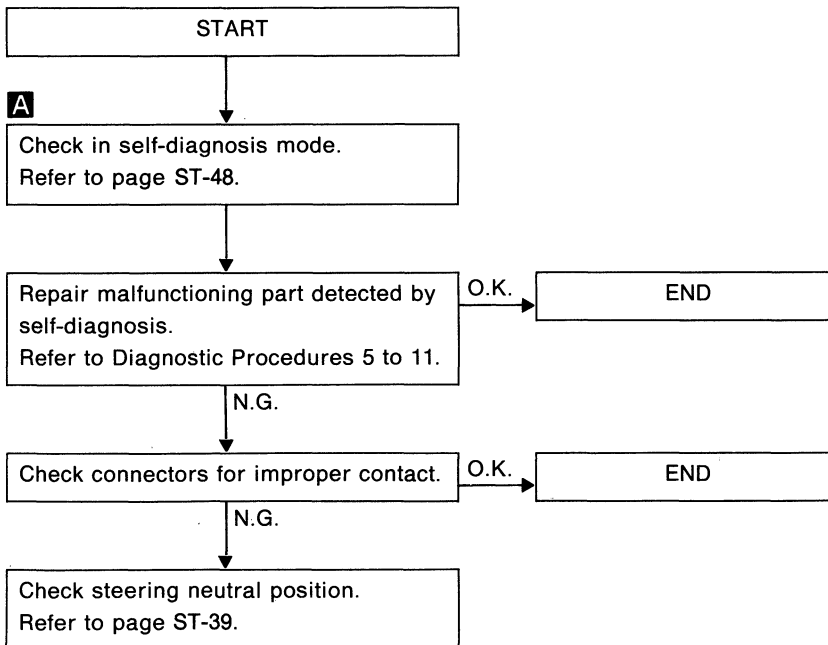 START
A
Check in self-diagnosis mode.
Refer to page ST-48.
Repair malfunctioning part detected by
self-diagnosis.
Refer to Diagnostic Procedures 5 to 11.
O.K.
END
N.G.
Check connectors for improper contact.
O.K.
END
N.G.
Check steering neutral position.
Refer to page ST-39.